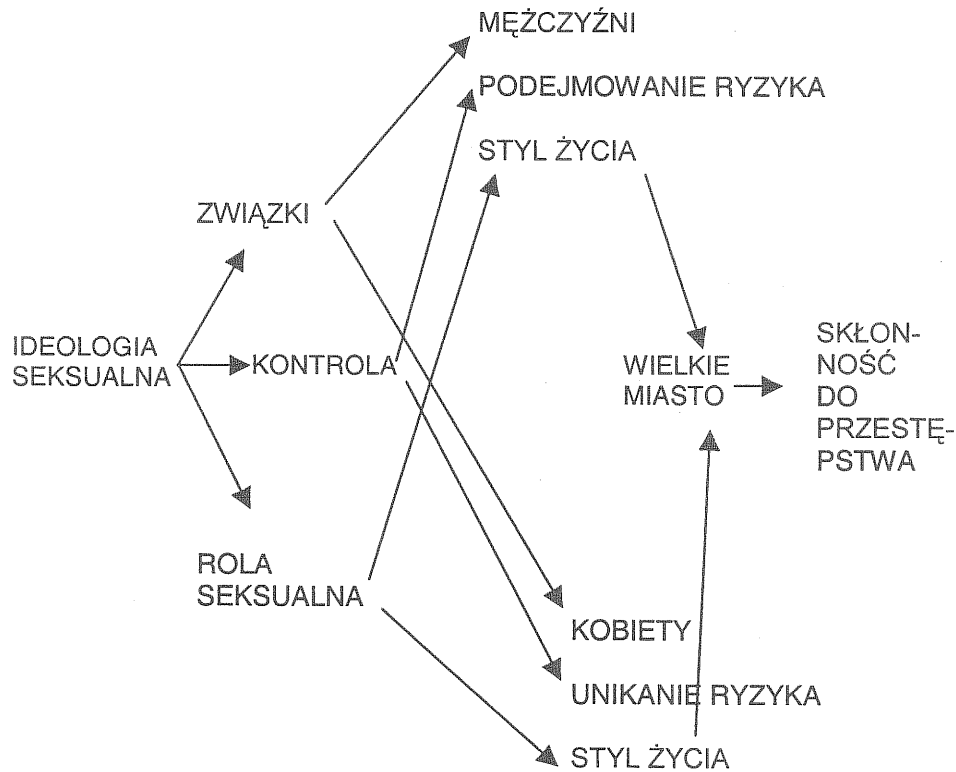 MĘŻCZYŹNI
PODEJMOWANIE RYZYKA
STYL ŻYCIA
ZWIĄZKI
IDEOLOGIA
SEKSUALNA
KONTROLA
WIELKIE
MIASTO
SKŁON-
NOŚĆ
DO
PRZESTĘ-
PSTWA
ROLA
SEKSUALNA
KOBIETY
UNIKANIE RYZYKA
STYL ŻYCIA